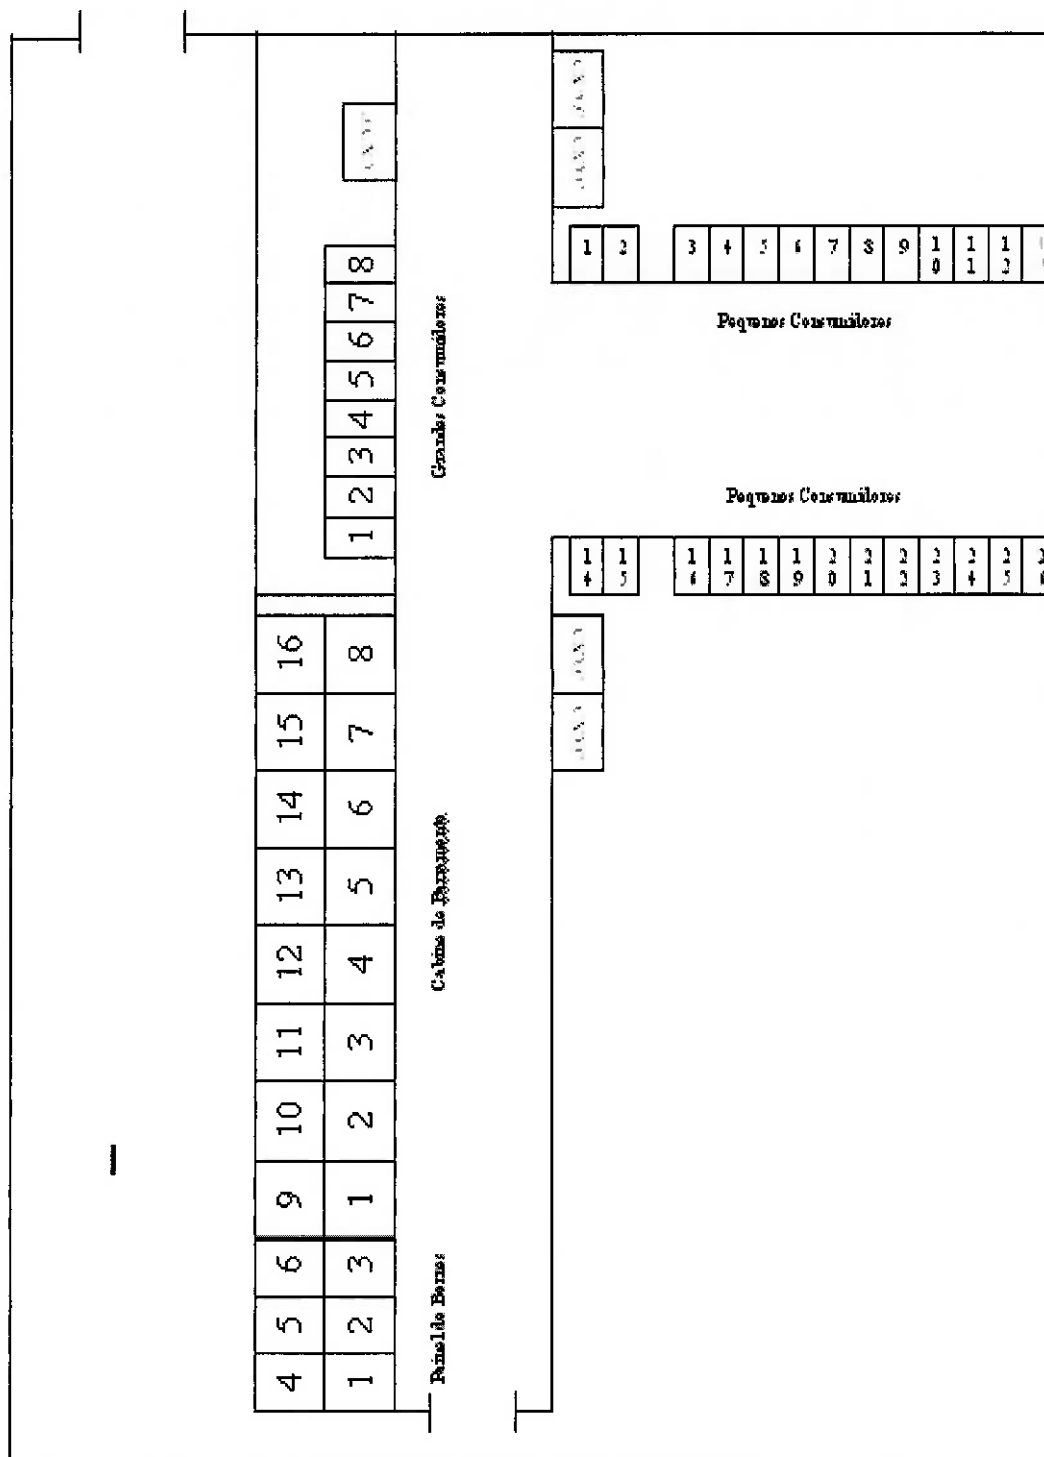 1 2 3 4 5 6 7 8 9 10 11 12
Pequenos Consumidores
Pequenos Consumidores
14 15 16 17 18 19 20 21 22 23 24 25 26
Grandes Consumidores
8
7
6
5
4
3
2
1
16 8
15 7
14 6
13 5
12 4
11 3
10 2
9 1
Cabine de Barramento
6 3
5 2
4 1
Painel de Bornes